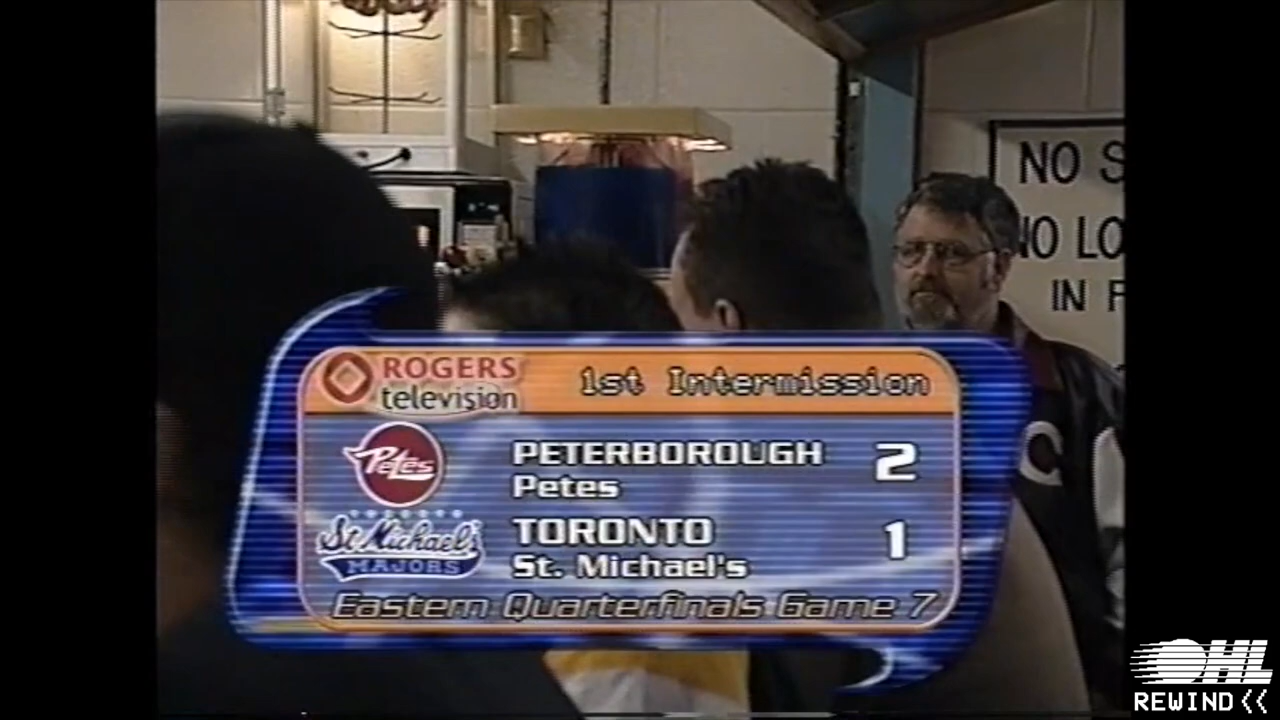 NO S
NO LO
IN F
ROGERS
television
1st Intermission
Petes
PETERBOROUGH
Petes
2
TORONTO
St Michael's
MAJORS
TORONTO
St. Michael's
1
Eastern Quarterfinals Game 7
C
OHL
REWIND <<